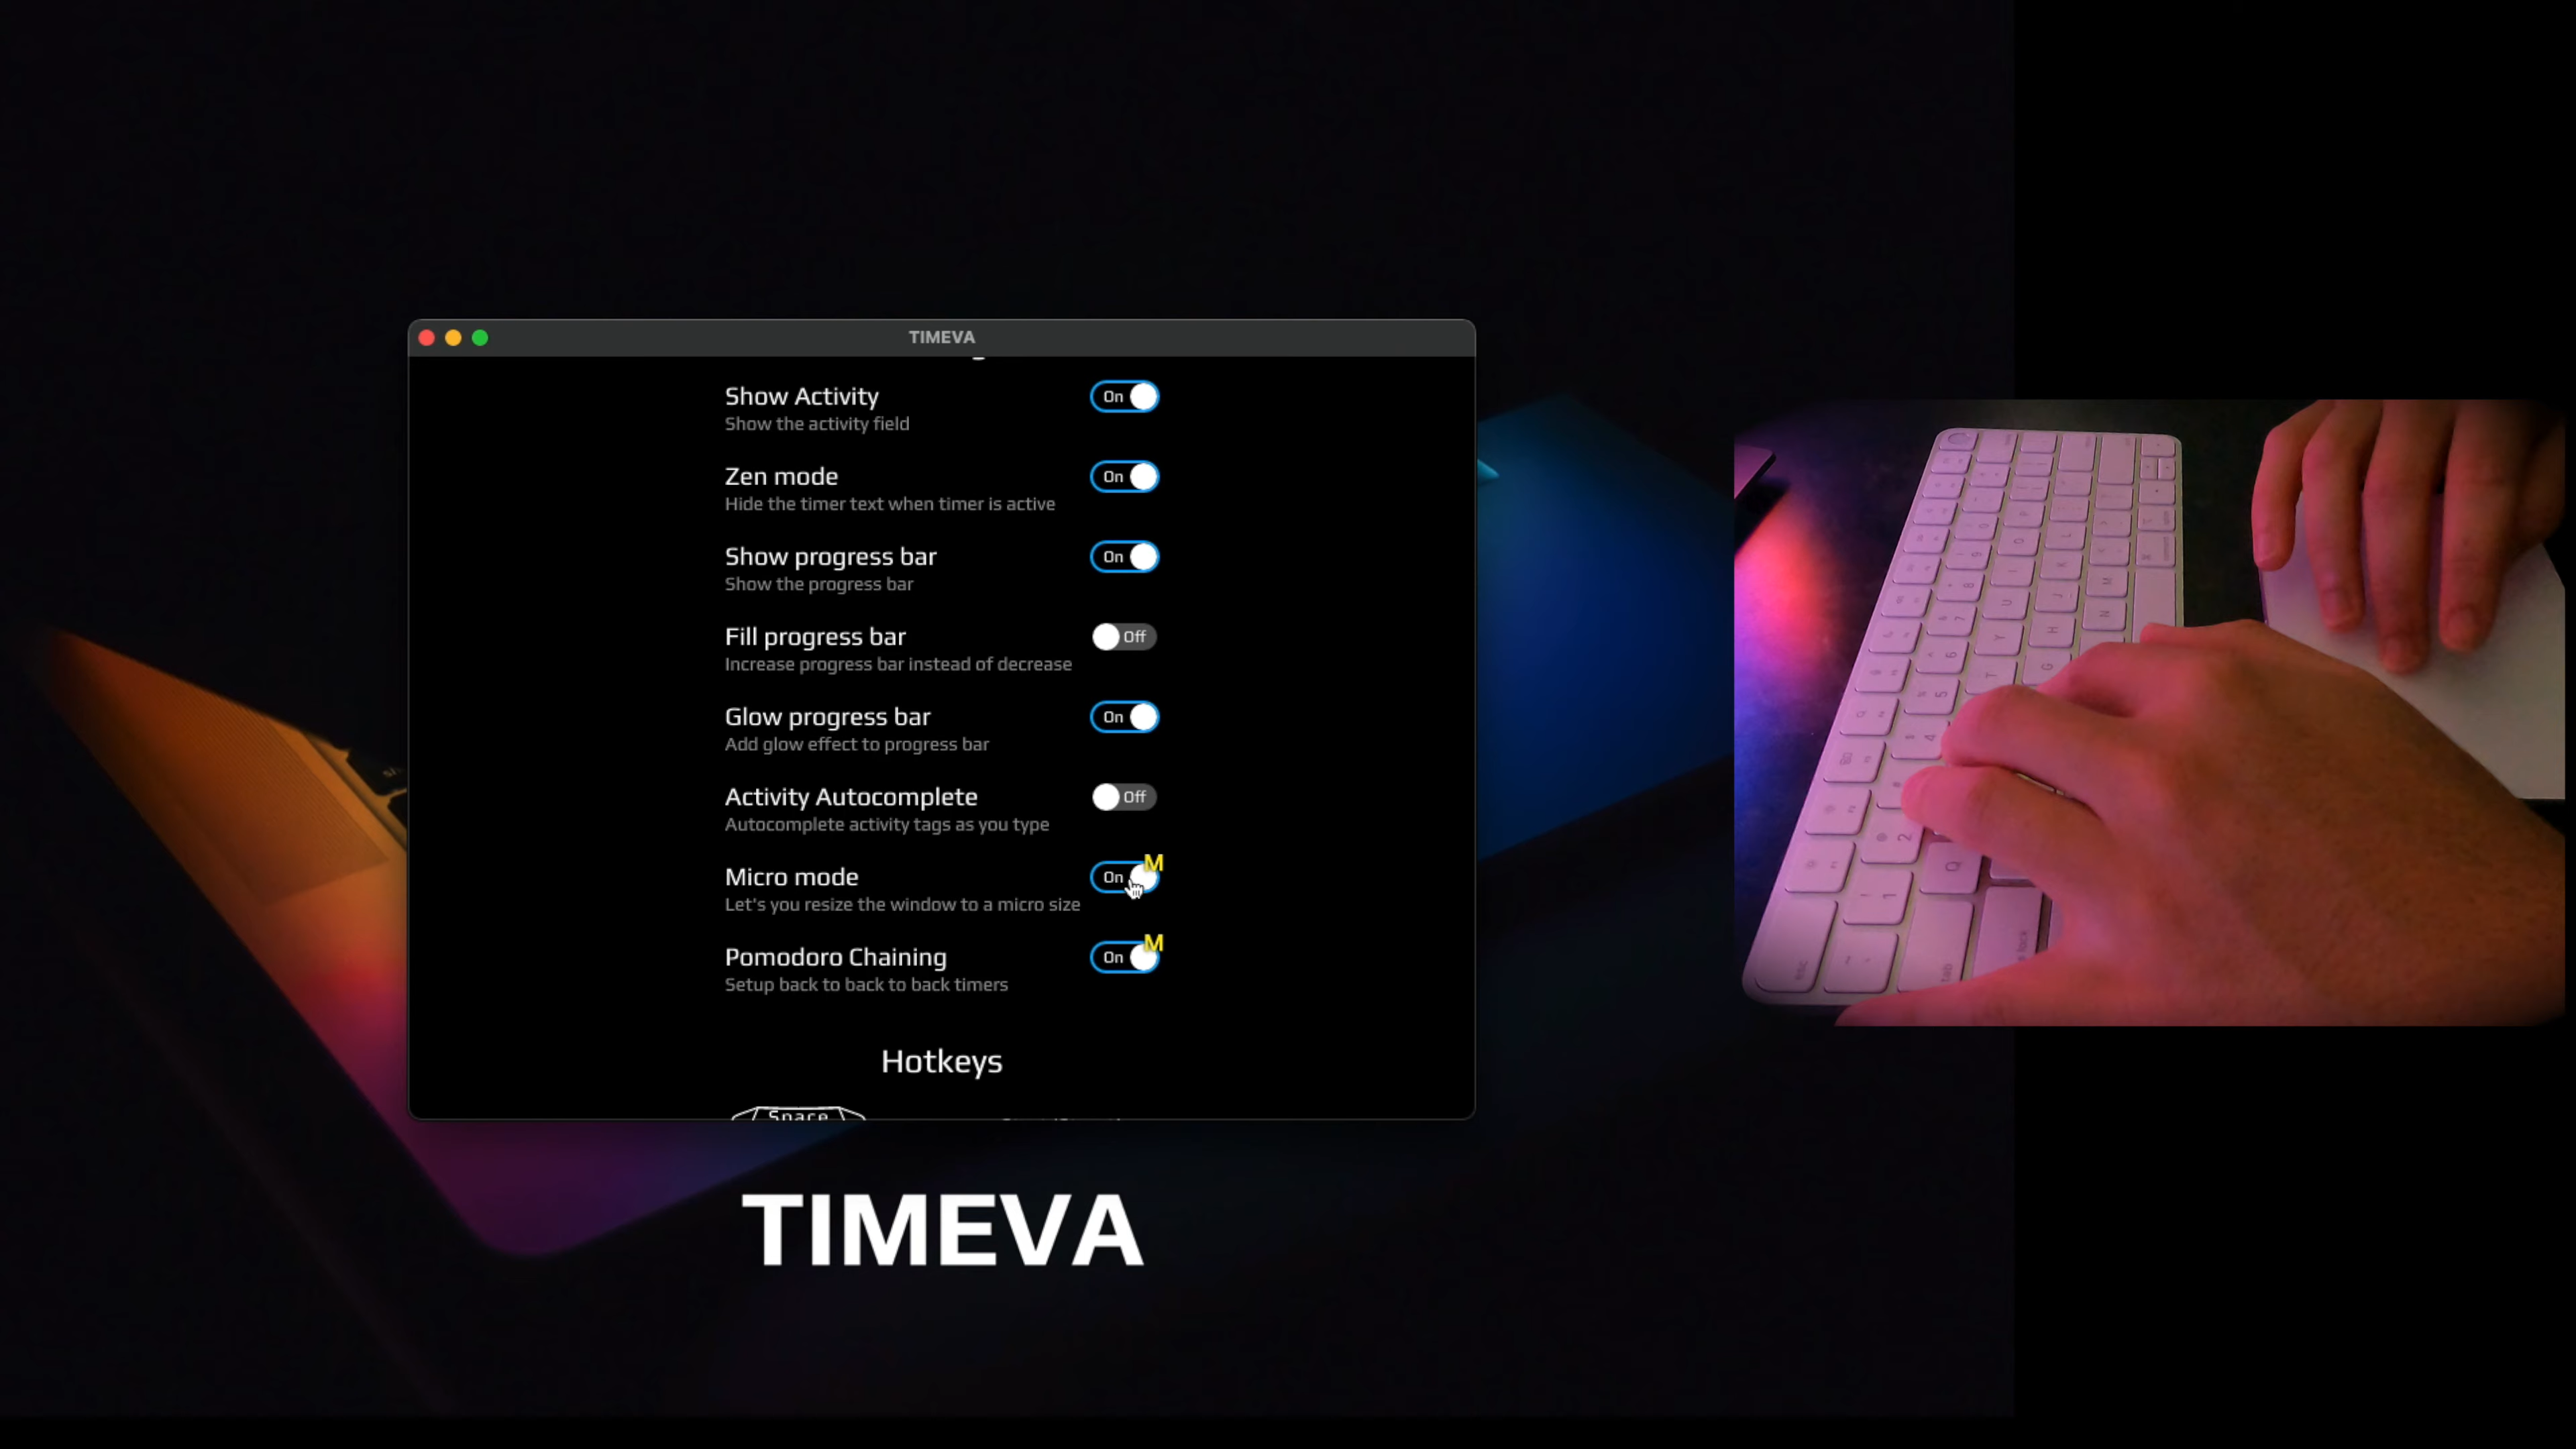 TIMEVA
Show Activity
On
Show the activity field
Zen mode
On
Hide the timer text when timer is active
Show progress bar
On
Show the progress bar
Fill progress bar
Off
Increase progress bar instead of decrease
Glow progress bar
On
Add glow effect to progress bar
Activity Autocomplete
Off
Autocomplete activity tags as you type
Micro mode
On
M
Let's you resize the window to a micro size
Pomodoro Chaining
On
M
Setup back to back to back timers
Hotkeys
Space
TIMEVA